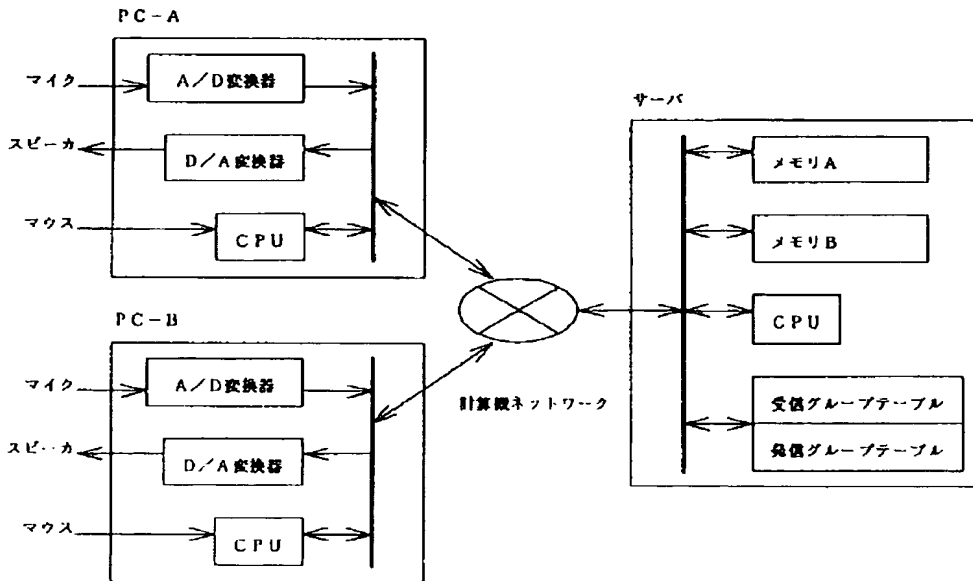 PC-A
マイク
A/D変換器
スピーカ
D/A変換器
マウス
CPU
PC-B
マイク
A/D変換器
スピーカ
D/A変換器
マウス
CPU
計算機ネットワーク
サーバ
メモリA
メモリB
CPU
受信グループテーブル
発信グループテーブル